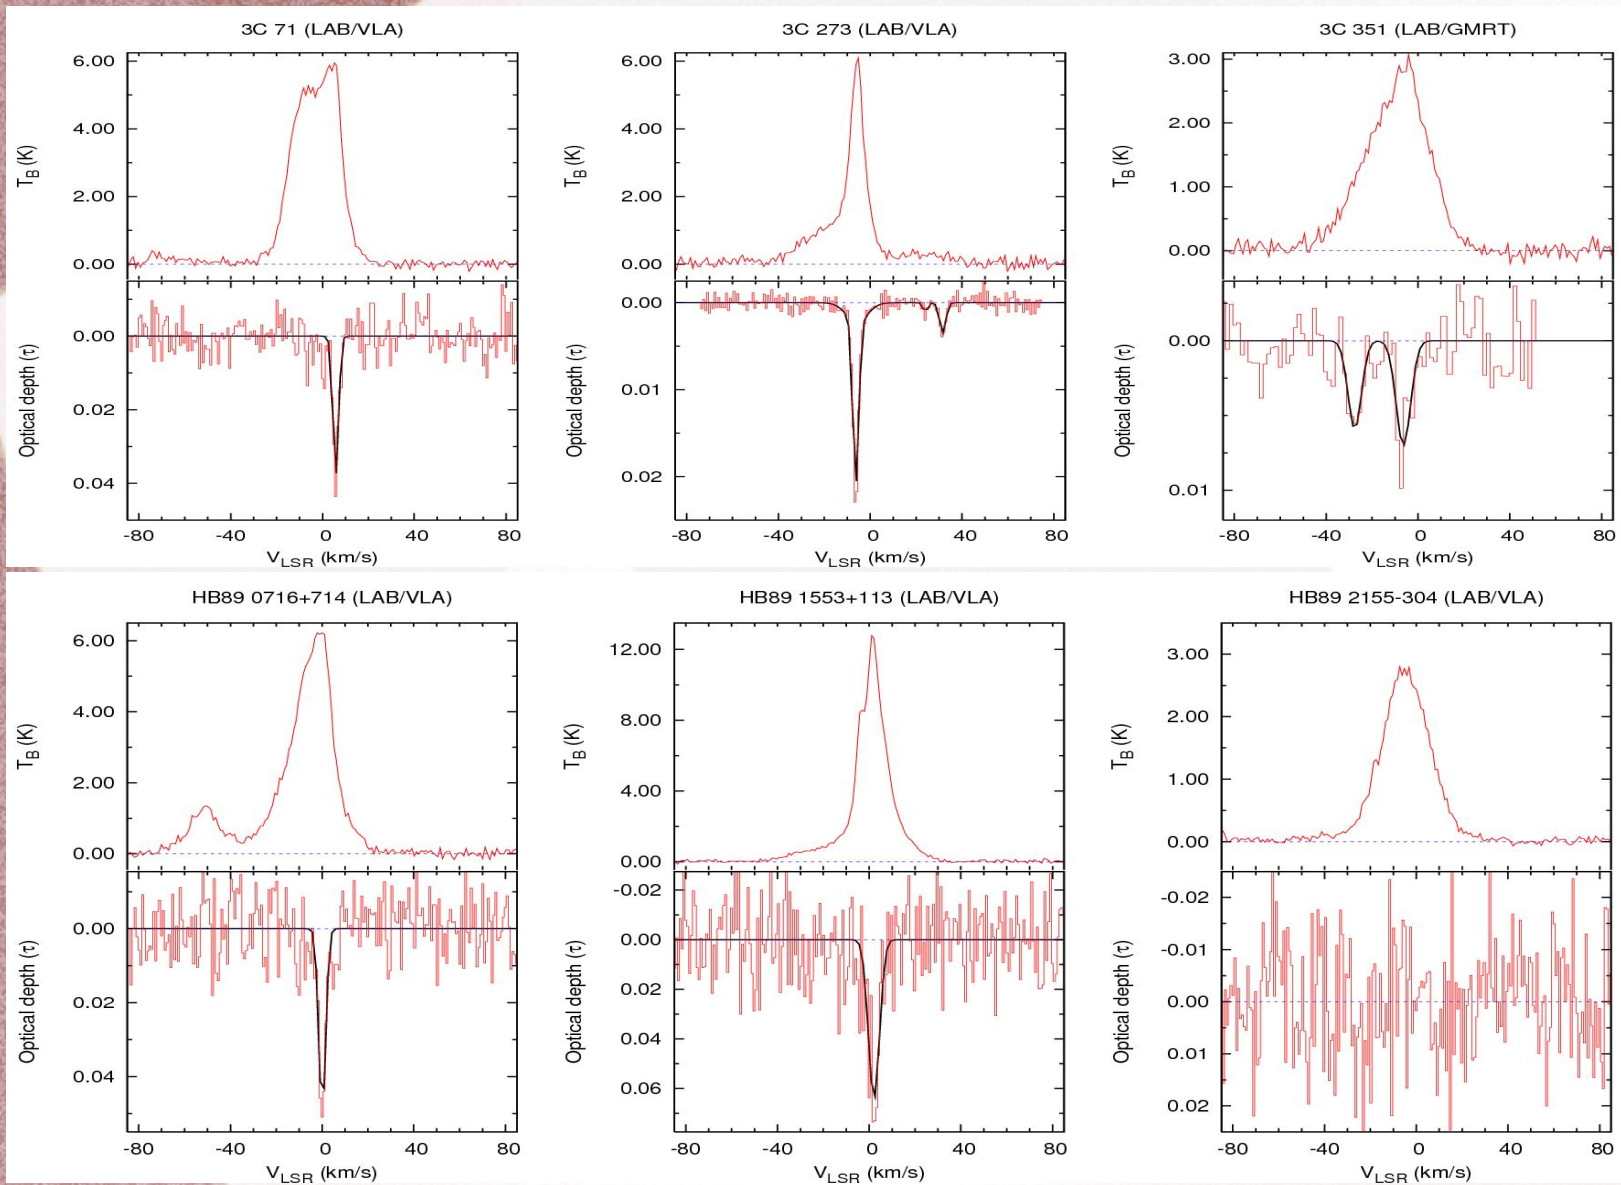 3C 71 (LAB/VLA)
6.00
4.00
2.00
0.00
T_B (K)
0.00
0.02
0.04
Optical depth (τ)
-80 -40 0 40 80
V_LSR (km/s)
3C 273 (LAB/VLA)
6.00
4.00
2.00
0.00
T_B (K)
0.00
0.01
0.02
Optical depth (τ)
-80 -40 0 40 80
V_LSR (km/s)
3C 351 (LAB/GMRT)
3.00
2.00
1.00
0.00
T_B (K)
0.00
0.01
Optical depth (τ)
-80 -40 0 40 80
V_LSR (km/s)
HB89 0716+714 (LAB/VLA)
6.00
4.00
2.00
0.00
T_B (K)
0.00
0.02
0.04
Optical depth (τ)
-80 -40 0 40 80
V_LSR (km/s)
HB89 1553+113 (LAB/VLA)
12.00
8.00
4.00
0.00
T_B (K)
-0.02
0.00
0.02
0.04
0.06
Optical depth (τ)
-80 -40 0 40 80
V_LSR (km/s)
HB89 2155-304 (LAB/VLA)
3.00
2.00
1.00
0.00
T_B (K)
-0.02
-0.01
0.00
0.01
0.02
Optical depth (τ)
-80 -40 0 40 80
V_LSR (km/s)